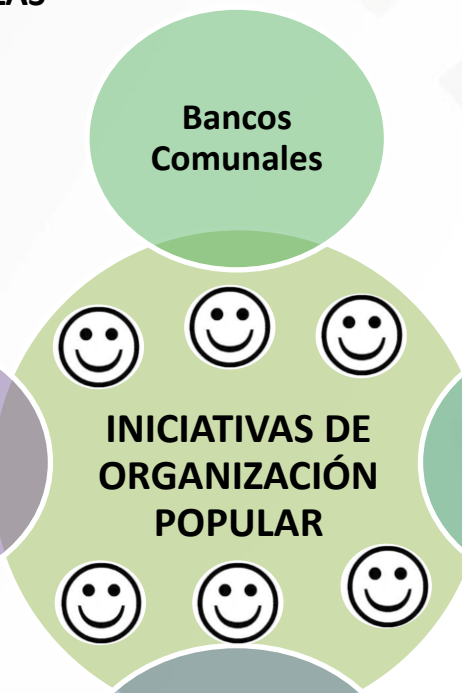 Bancos
Comunales
INICIATIVAS DE
ORGANIZACIÓN
POPULAR